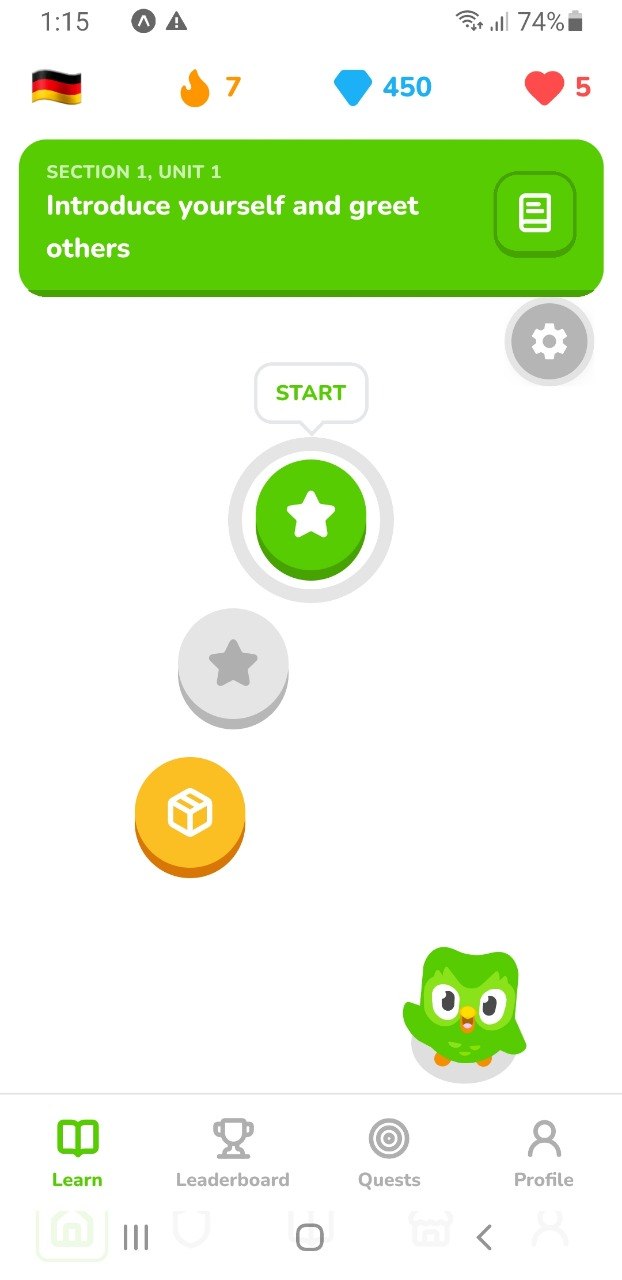 1:15
74%
7
450
5
SECTION 1, UNIT 1
Introduce yourself and greet
others
START
Learn
Leaderboard
Quests
Profile